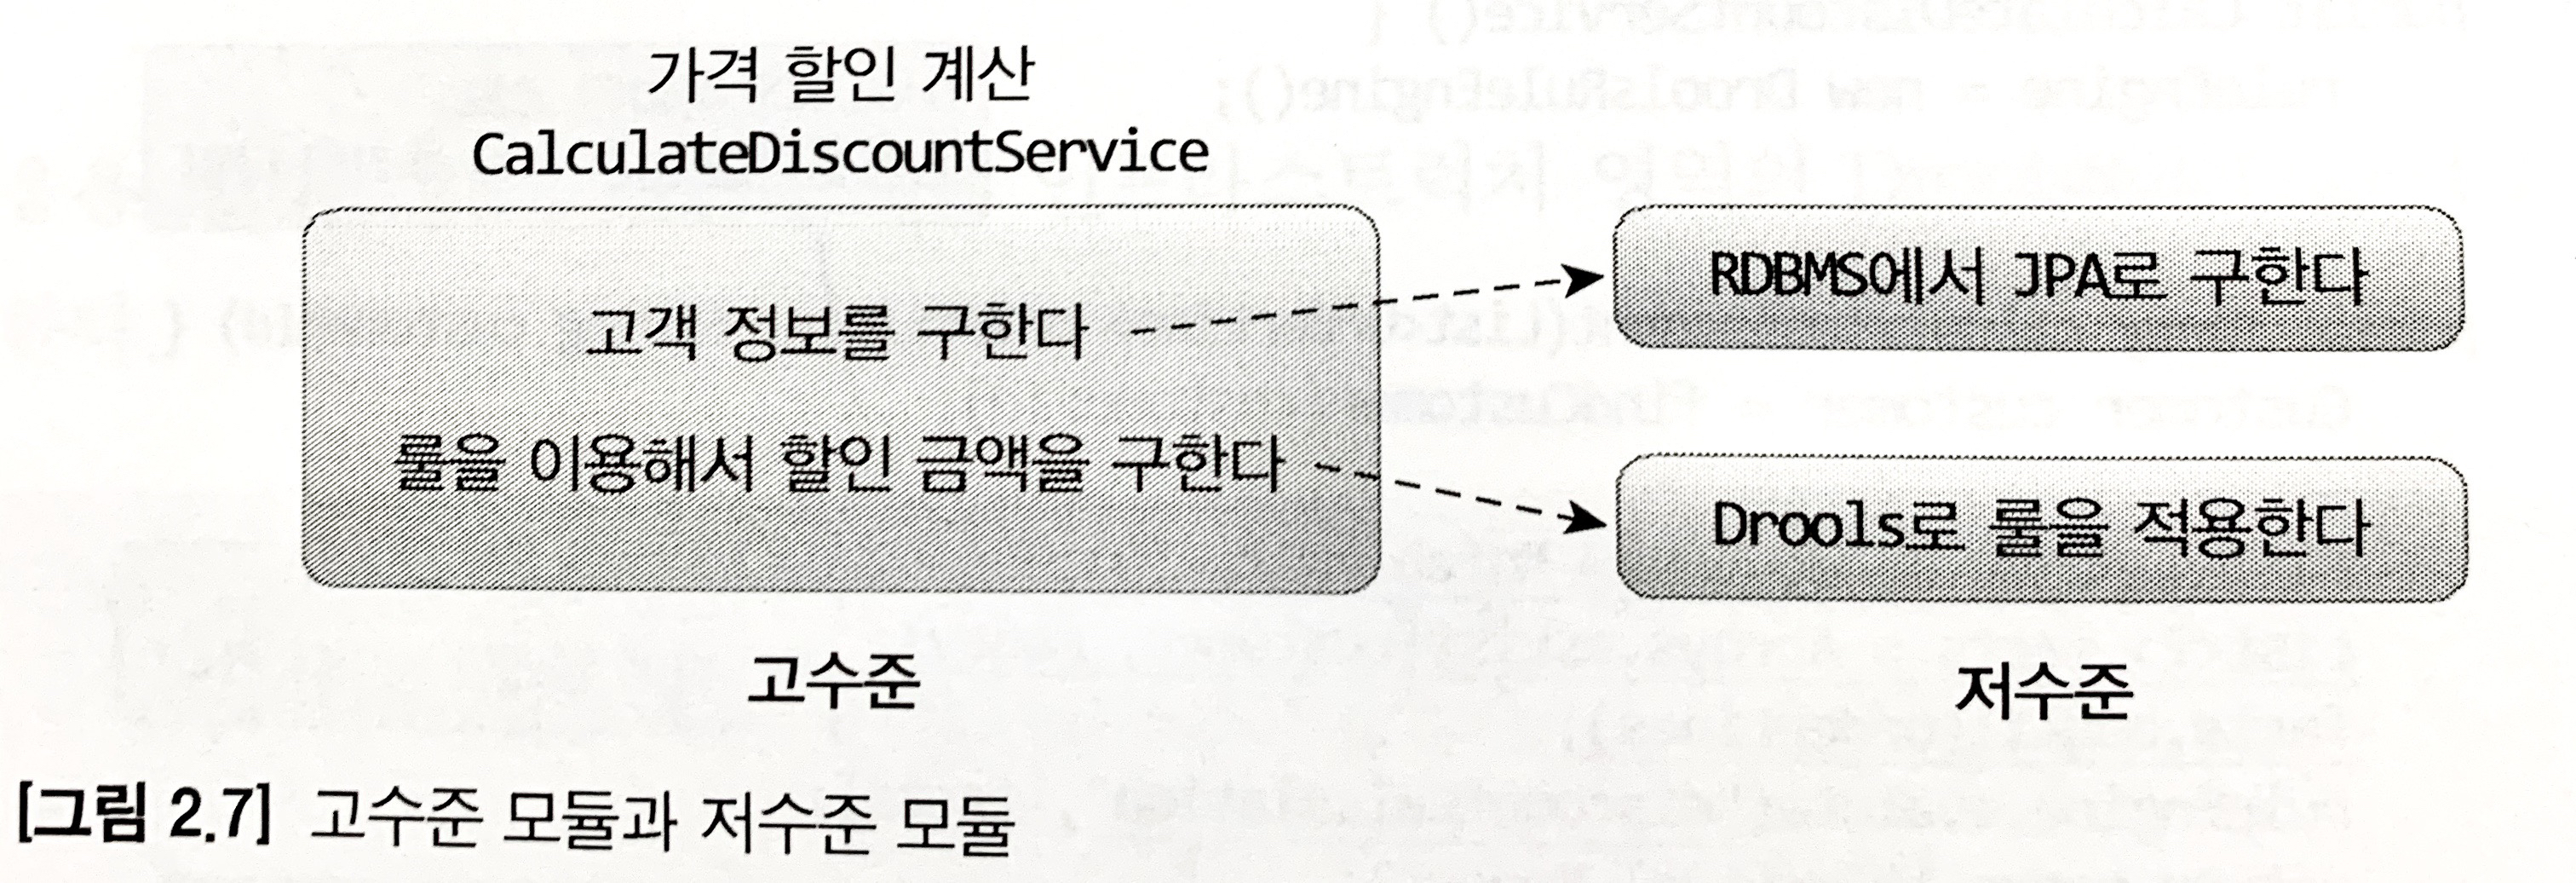 가격 할인 계산
CalculateDiscountService
고객 정보를 구한다
룰을 이용해서 할인 금액을 구한다
RDBMS에서 JPA로 구한다
Drools로 룰을 적용한다
고수준
저수준
[그림 2.7] 고수준 모듈과 저수준 모듈